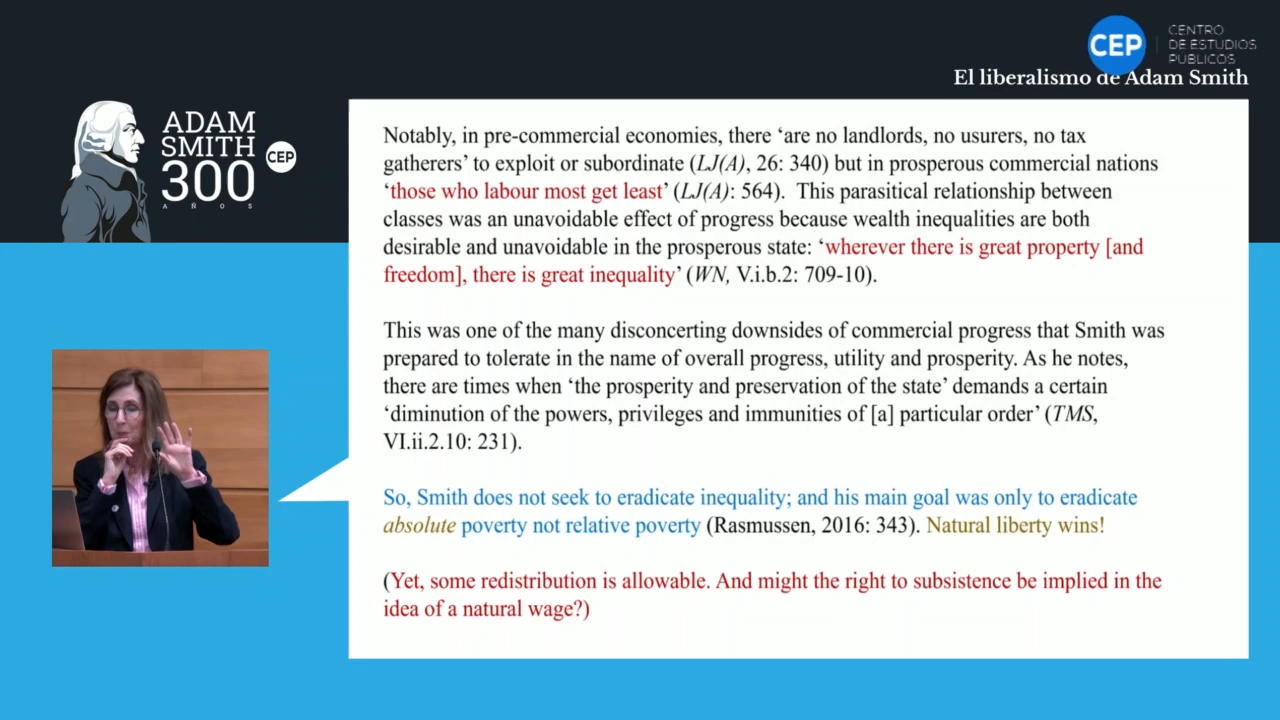 CEP
CENTRO
DE ESTUDIOS
PÚBLICOS
El liberalismo de Adam Smith
ADAM
SMITH
300
CEP
AÑOS
Notably, in pre-commercial economies, there ‘are no landlords, no usurers, no tax
gatherers’ to exploit or subordinate (LJ(A), 26: 340) but in prosperous commercial nations
‘those who labour most get least’ (LJ(A): 564). This parasitical relationship between
classes was an unavoidable effect of progress because wealth inequalities are both
desirable and unavoidable in the prosperous state: ‘wherever there is great property [and
freedom], there is great inequality’ (WN, V.i.b.2: 709-10).
This was one of the many disconcerting downsides of commercial progress that Smith was
prepared to tolerate in the name of overall progress, utility and prosperity. As he notes,
there are times when ‘the prosperity and preservation of the state’ demands a certain
‘diminution of the powers, privileges and immunities of [a] particular order’ (TMS,
VI.ii.2.10: 231).
So, Smith does not seek to eradicate inequality; and his main goal was only to eradicate
absolute poverty not relative poverty (Rasmussen, 2016: 343). Natural liberty wins!
(Yet, some redistribution is allowable. And might the right to subsistence be implied in the
idea of a natural wage?)